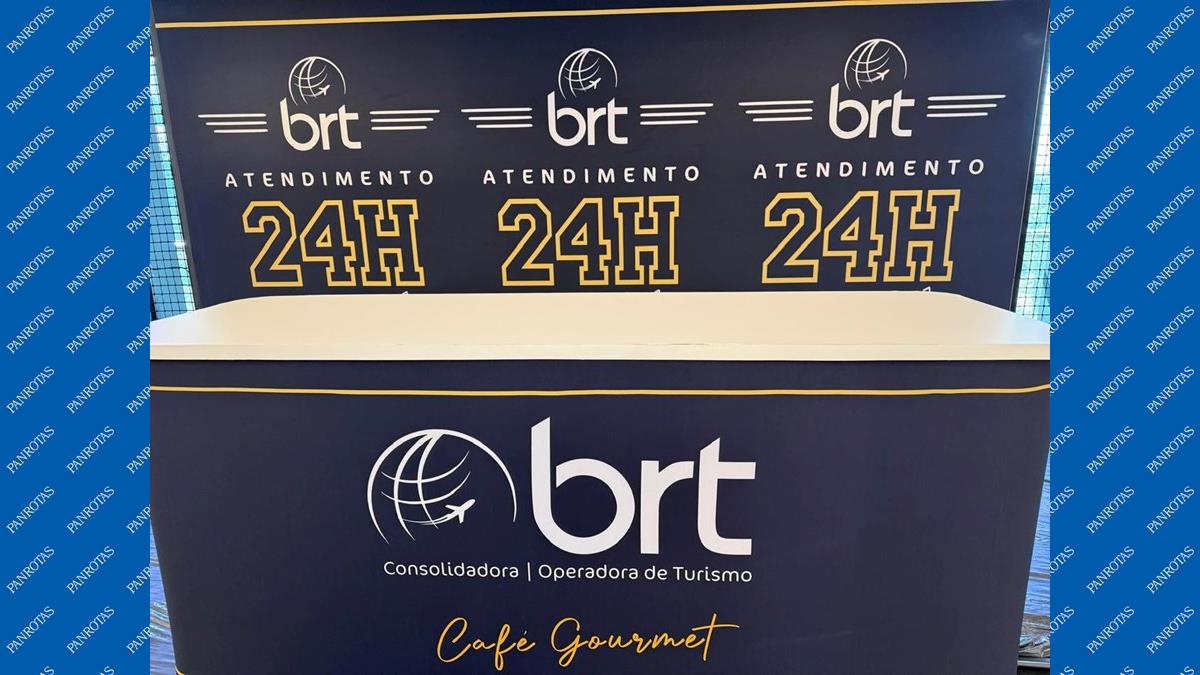 brt brt brt
ATENDIMENTO ATENDIMENTO ATENDIMENTO
24H 24H 24H
brt
Consolidadora | Operadora de Turismo
Café Gourmet
PANROTAS